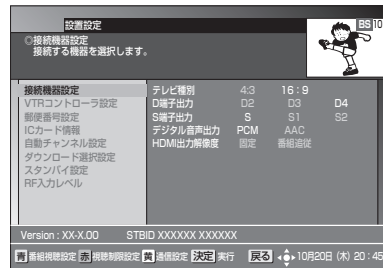 設置設定
BS 10
◎接続機器設定
接続する機器を選択します。
接続機器設定
VTRコントローラ設定
郵便番号設定
ICカード情報
自動チャンネル設定
ダウンロード選択設定
スタンバイ設定
RF入力レベル
テレビ種別 4:3 16:9
D端子出力 D2 D3 D4
S端子出力 S S1 S2
デジタル音声出力 PCM AAC
HDMI出力解像度 固定 番組追従
Version : XX-X.00 STBID XXXXXX XXXXXX
青 番組視聴設定 赤 視聴制限設定 黄 通信設定 決定 実行 戻る 10月20日 (木) 20:45